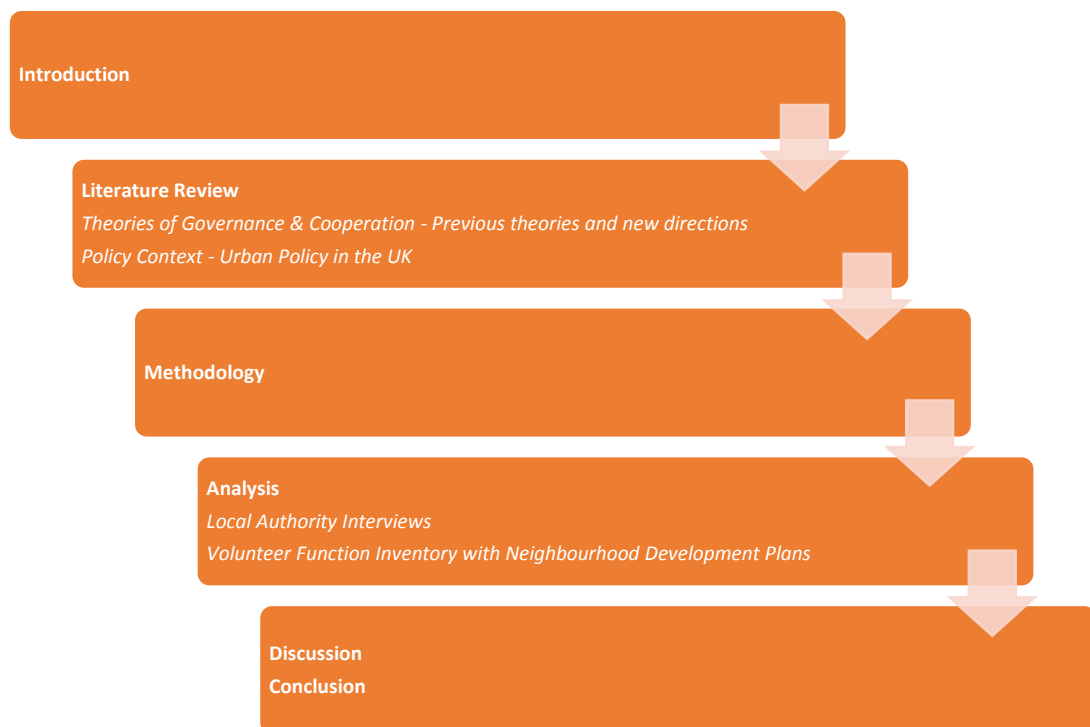 Introduction
Literature Review
Theories of Governance & Cooperation - Previous theories and new directions
Policy Context - Urban Policy in the UK
Methodology
Analysis
Local Authority Interviews
Volunteer Function Inventory with Neighbourhood Development Plans
Discussion
Conclusion